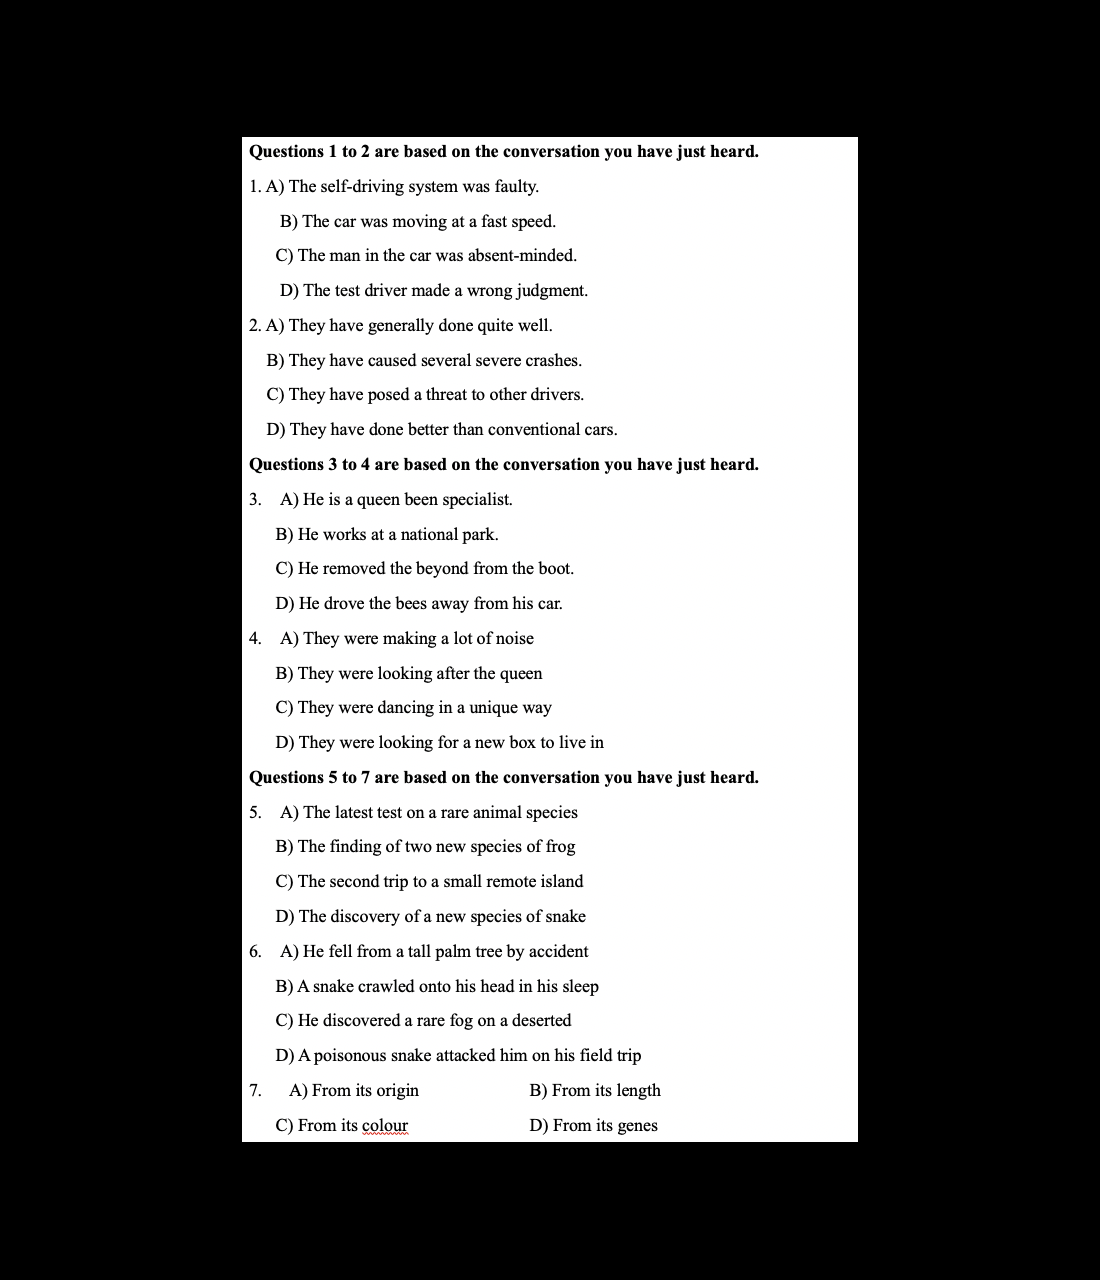 Questions 1 to 2 are based on the conversation you have just heard.
1. A) The self-driving system was faulty.
B) The car was moving at a fast speed.
C) The man in the car was absent-minded.
D) The test driver made a wrong judgment.
2. A) They have generally done quite well.
B) They have caused several severe crashes.
C) They have posed a threat to other drivers.
D) They have done better than conventional cars.
Questions 3 to 4 are based on the conversation you have just heard.
3. A) He is a queen been specialist.
B) He works at a national park.
C) He removed the beyond from the boot.
D) He drove the bees away from his car.
4. A) They were making a lot of noise
B) They were looking after the queen
C) They were dancing in a unique way
D) They were looking for a new box to live in
Questions 5 to 7 are based on the conversation you have just heard.
5. A) The latest test on a rare animal species
B) The finding of two new species of frog
C) The second trip to a small remote island
D) The discovery of a new species of snake
6. A) He fell from a tall palm tree by accident
B) A snake crawled onto his head in his sleep
C) He discovered a rare fog on a deserted
D) A poisonous snake attacked him on his field trip
7. A) From its origin B) From its length
C) From its colour D) From its genes